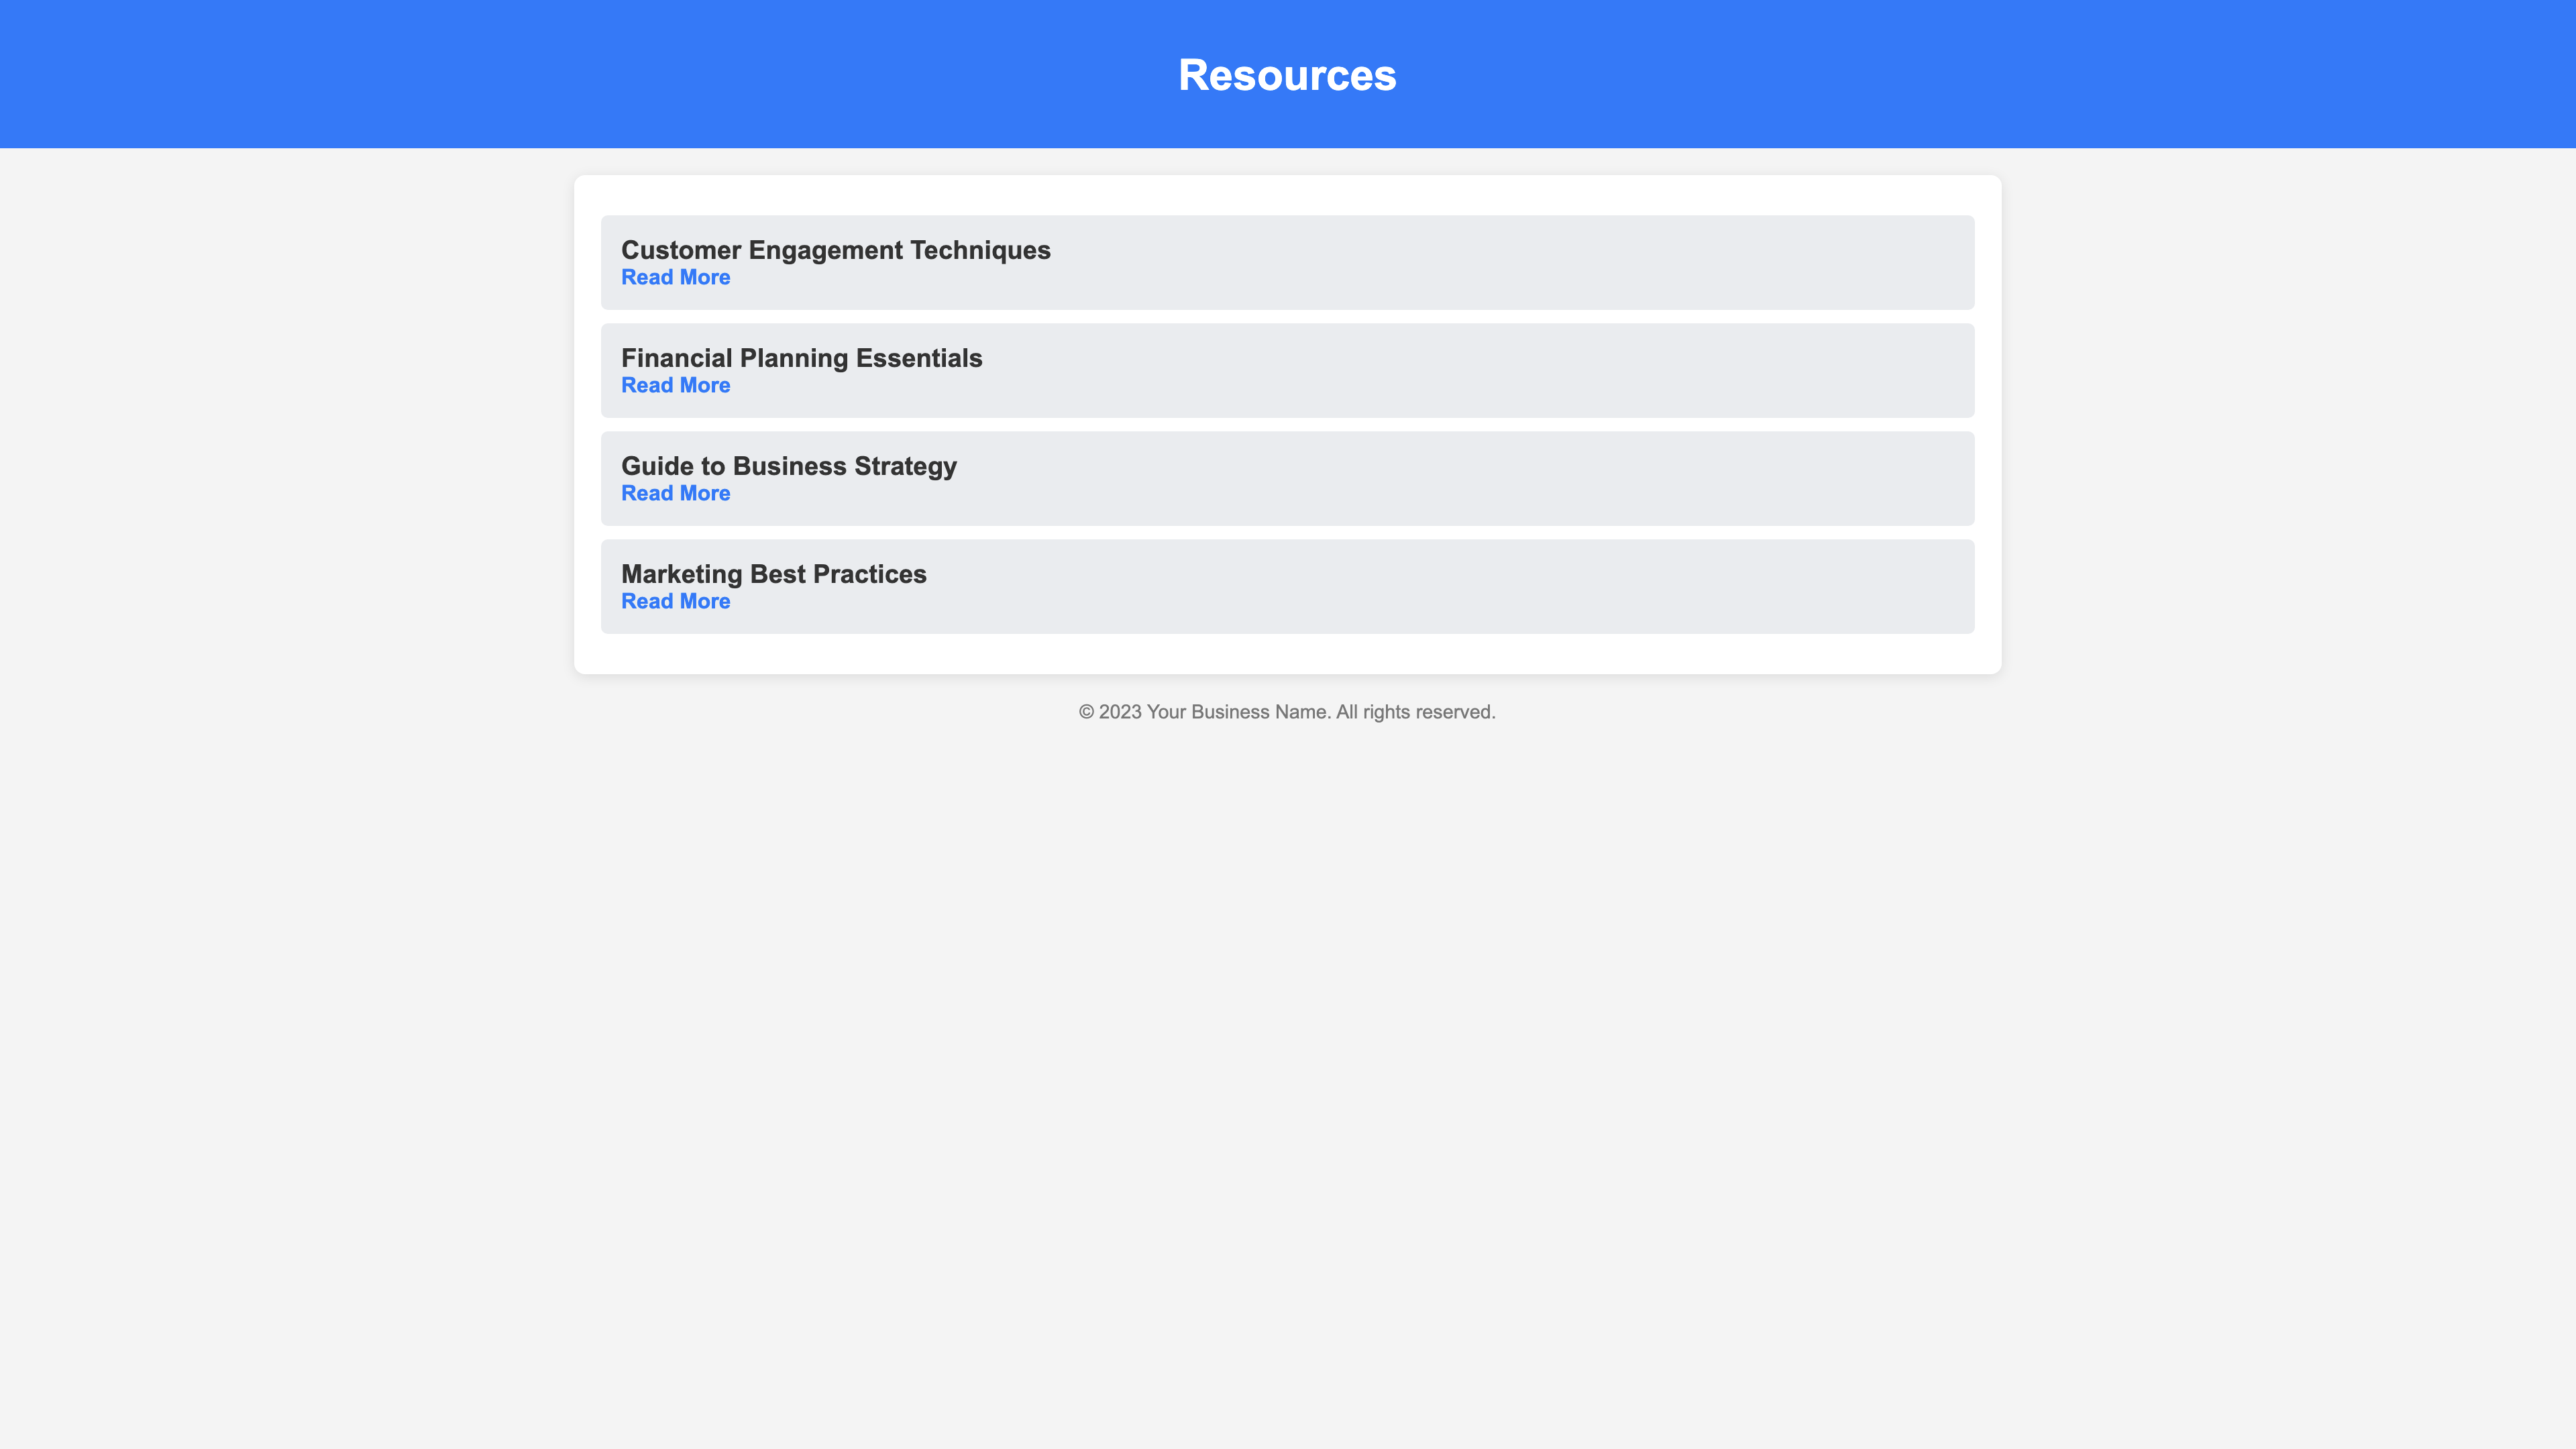 Resources
Customer Engagement Techniques
Read More
Financial Planning Essentials
Read More
Guide to Business Strategy
Read More
Marketing Best Practices
Read More
© 2023 Your Business Name. All rights reserved.